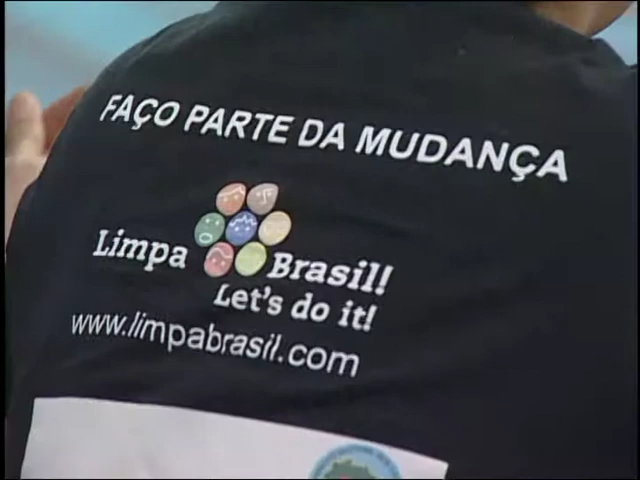 FAÇO PARTE DA MUDANÇA
Limpa Brasil!
Let's do it!
www.limpabrasil.com